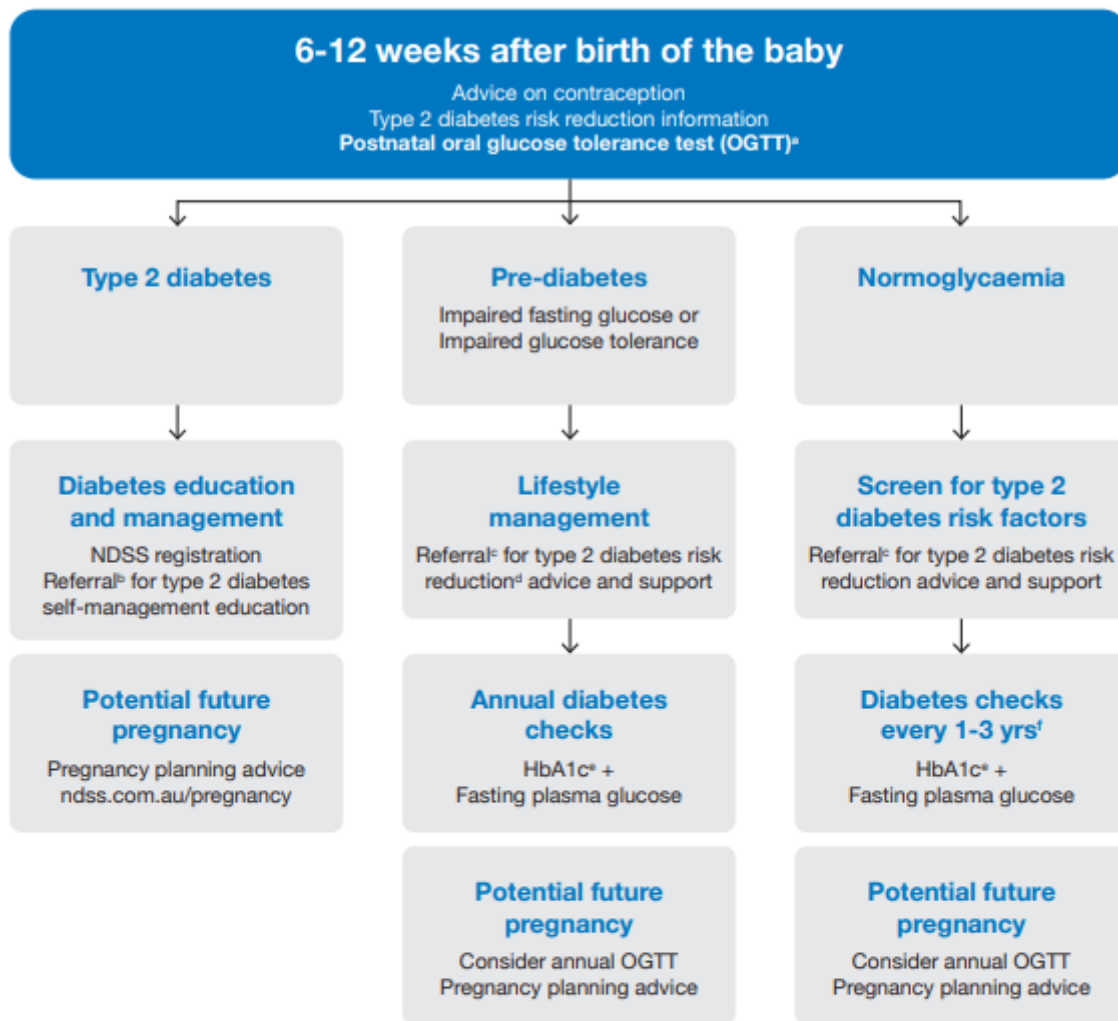 6-12 weeks after birth of the baby
Advice on contraception
Type 2 diabetes risk reduction information
Postnatal oral glucose tolerance test (OGTT)ᵃ
Type 2 diabetes
Pre-diabetes
Impaired fasting glucose or
Impaired glucose tolerance
Normoglycaemia
Diabetes education
and management
NDSS registration
Referralᵇ for type 2 diabetes
self-management education
Lifestyle
management
Referralᶜ for type 2 diabetes risk
reductionᵈ advice and support
Screen for type 2
diabetes risk factors
Referralᶜ for type 2 diabetes risk
reduction advice and support
Potential future
pregnancy
Pregnancy planning advice
ndss.com.au/pregnancy
Annual diabetes
checks
HbA1cᵉ +
Fasting plasma glucose
Diabetes checks
every 1-3 yrsᶠ
HbA1cᵉ +
Fasting plasma glucose
Potential future
pregnancy
Consider annual OGTT
Pregnancy planning advice
Potential future
pregnancy
Consider annual OGTT
Pregnancy planning advice